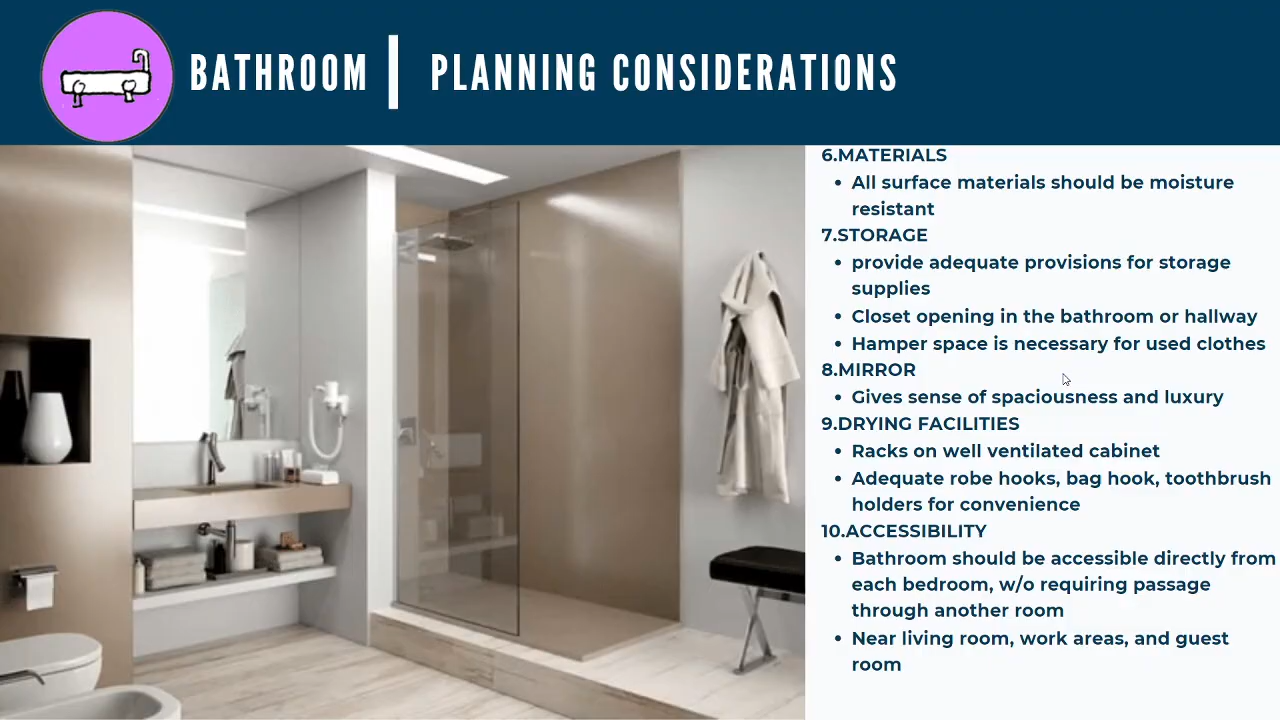 BATHROOM | PLANNING CONSIDERATIONS
6.MATERIALS
• All surface materials should be moisture
resistant
7.STORAGE
• provide adequate provisions for storage
supplies
• Closet opening in the bathroom or hallway
• Hamper space is necessary for used clothes
8.MIRROR
• Gives sense of spaciousness and luxury
9.DRYING FACILITIES
• Racks on well ventilated cabinet
• Adequate robe hooks, bag hook, toothbrush
holders for convenience
10.ACCESSIBILITY
• Bathroom should be accessible directly from
each bedroom, w/o requiring passage
through another room
• Near living room, work areas, and guest
room